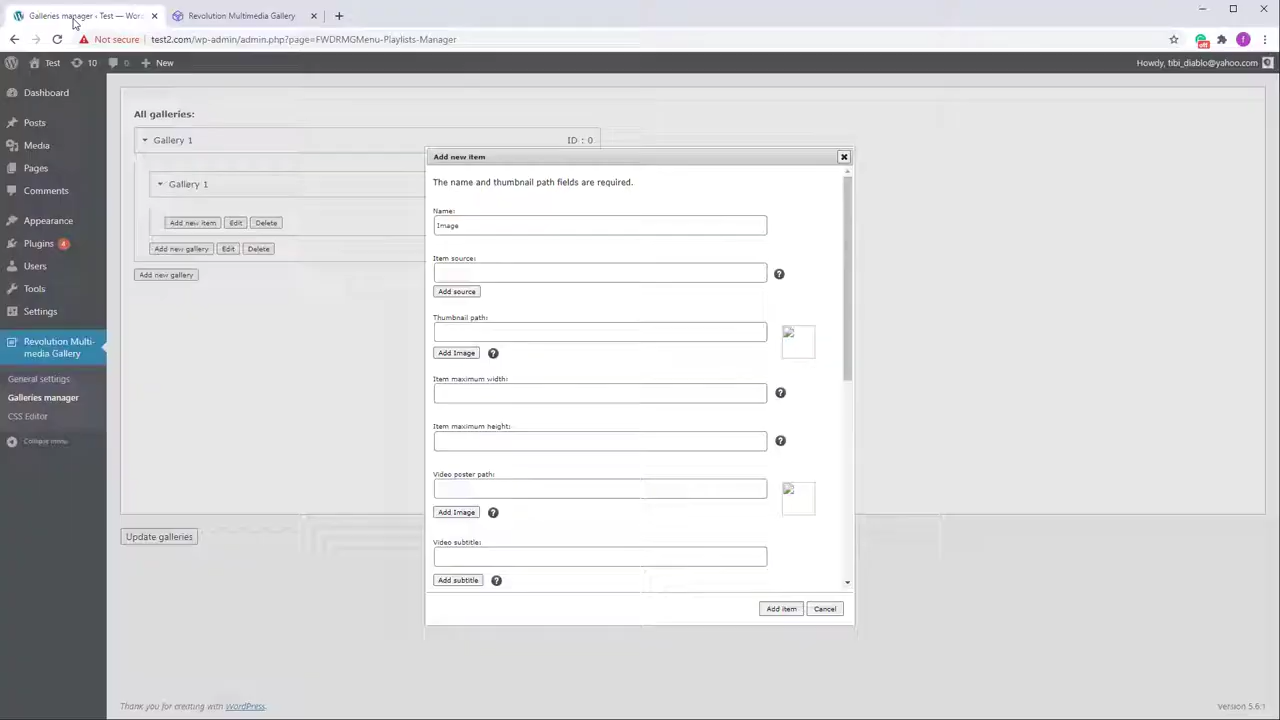 Galleries manager ‹ Test — Wor
Revolution Multimedia Gallery
Not secure
test2.com/wp-admin/admin.php?page=FWDRMGMenu-Playlists-Manager
Test
10
0
New
Howdy, tibi_diablo@yahoo.com
Dashboard
Posts
Media
Pages
Comments
Appearance
Plugins 4
Users
Tools
Settings
Revolution Multi-
media Gallery
General settings
Galleries manager
CSS Editor
Collapse menu
All galleries:
Gallery 1
ID : 0
Gallery 1
Add new item
Edit
Delete
Add new gallery
Edit
Delete
Add new gallery
Update galleries
Add new item
The name and thumbnail path fields are required.
Name:
Image
Item source:
Add source
Thumbnail path:
Add Image
Item maximum width:
Item maximum height:
Video poster path:
Add Image
Video subtitle:
Add subtitle
Add item
Cancel
Thank you for creating with WordPress.
Version 5.6.1